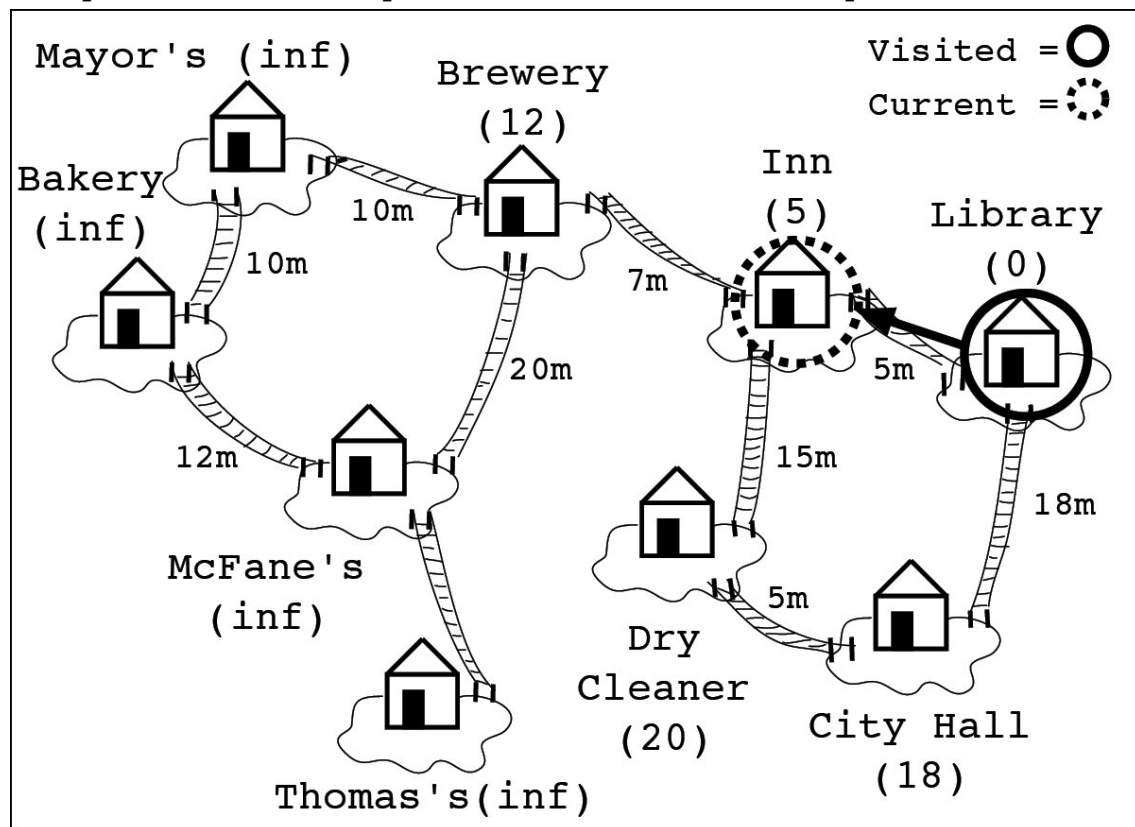 Mayor's (inf)
Brewery
(12)
Visited =
Current =
Bakery
(inf)
Inn
(5)
Library
(0)
10m
10m
7m
5m
20m
12m
15m
18m
McFane's
(inf)
5m
Dry
Cleaner
(20)
City Hall
(18)
Thomas's(inf)